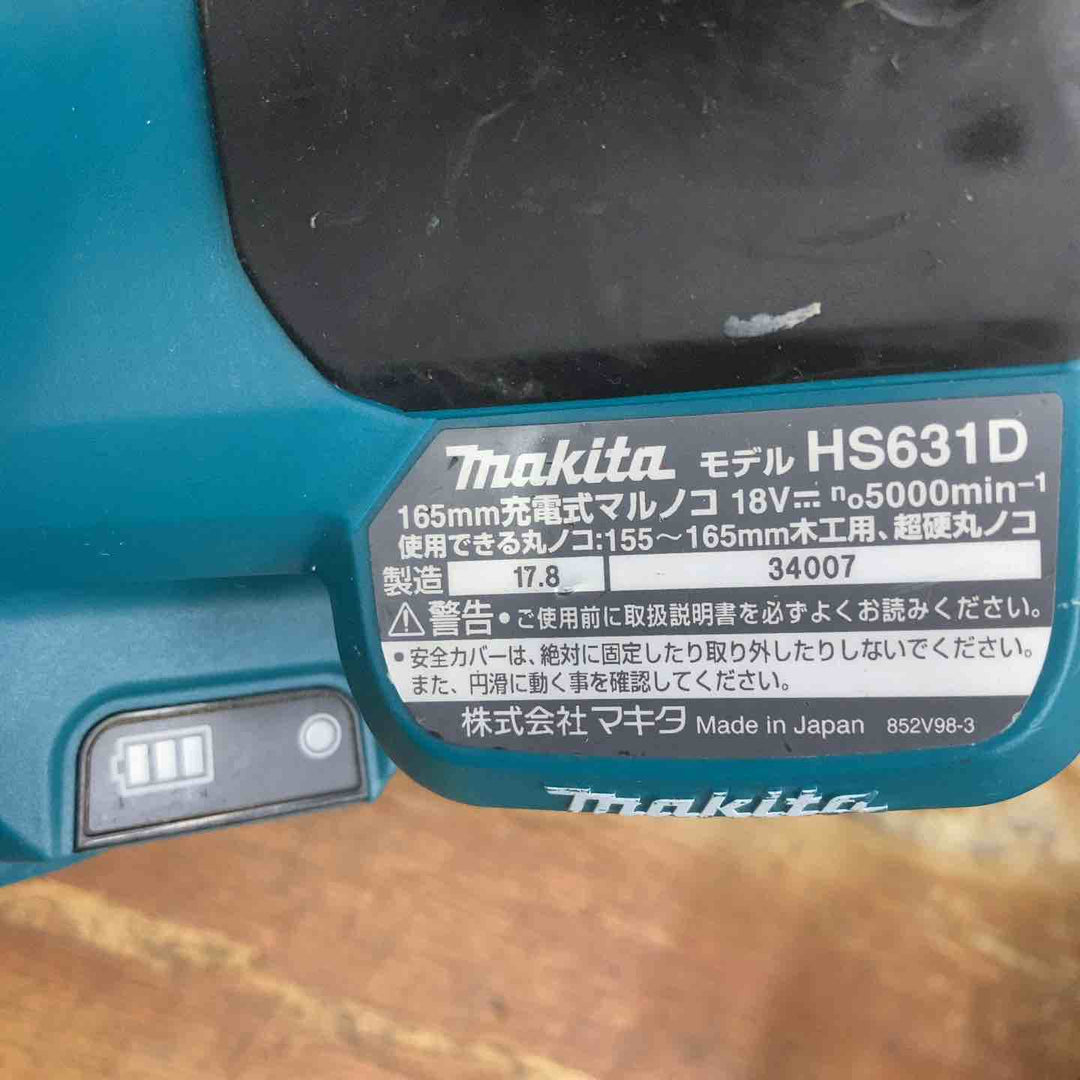 makita モデル HS631D
165mm充電式マルノコ 18V⎓ n₀5000min⁻¹
使用できる丸ノコ:155～165mm木工用、超硬丸ノコ
製造 17.8 34007
⚠警告 •ご使用前に取扱説明書を必ずよくお読みください。
•安全カバーは、絶対に固定したり取り外したりしないでください。
また、円滑に動く事を確認してください。
株式会社マキタ Made in Japan 852V98-3
makita